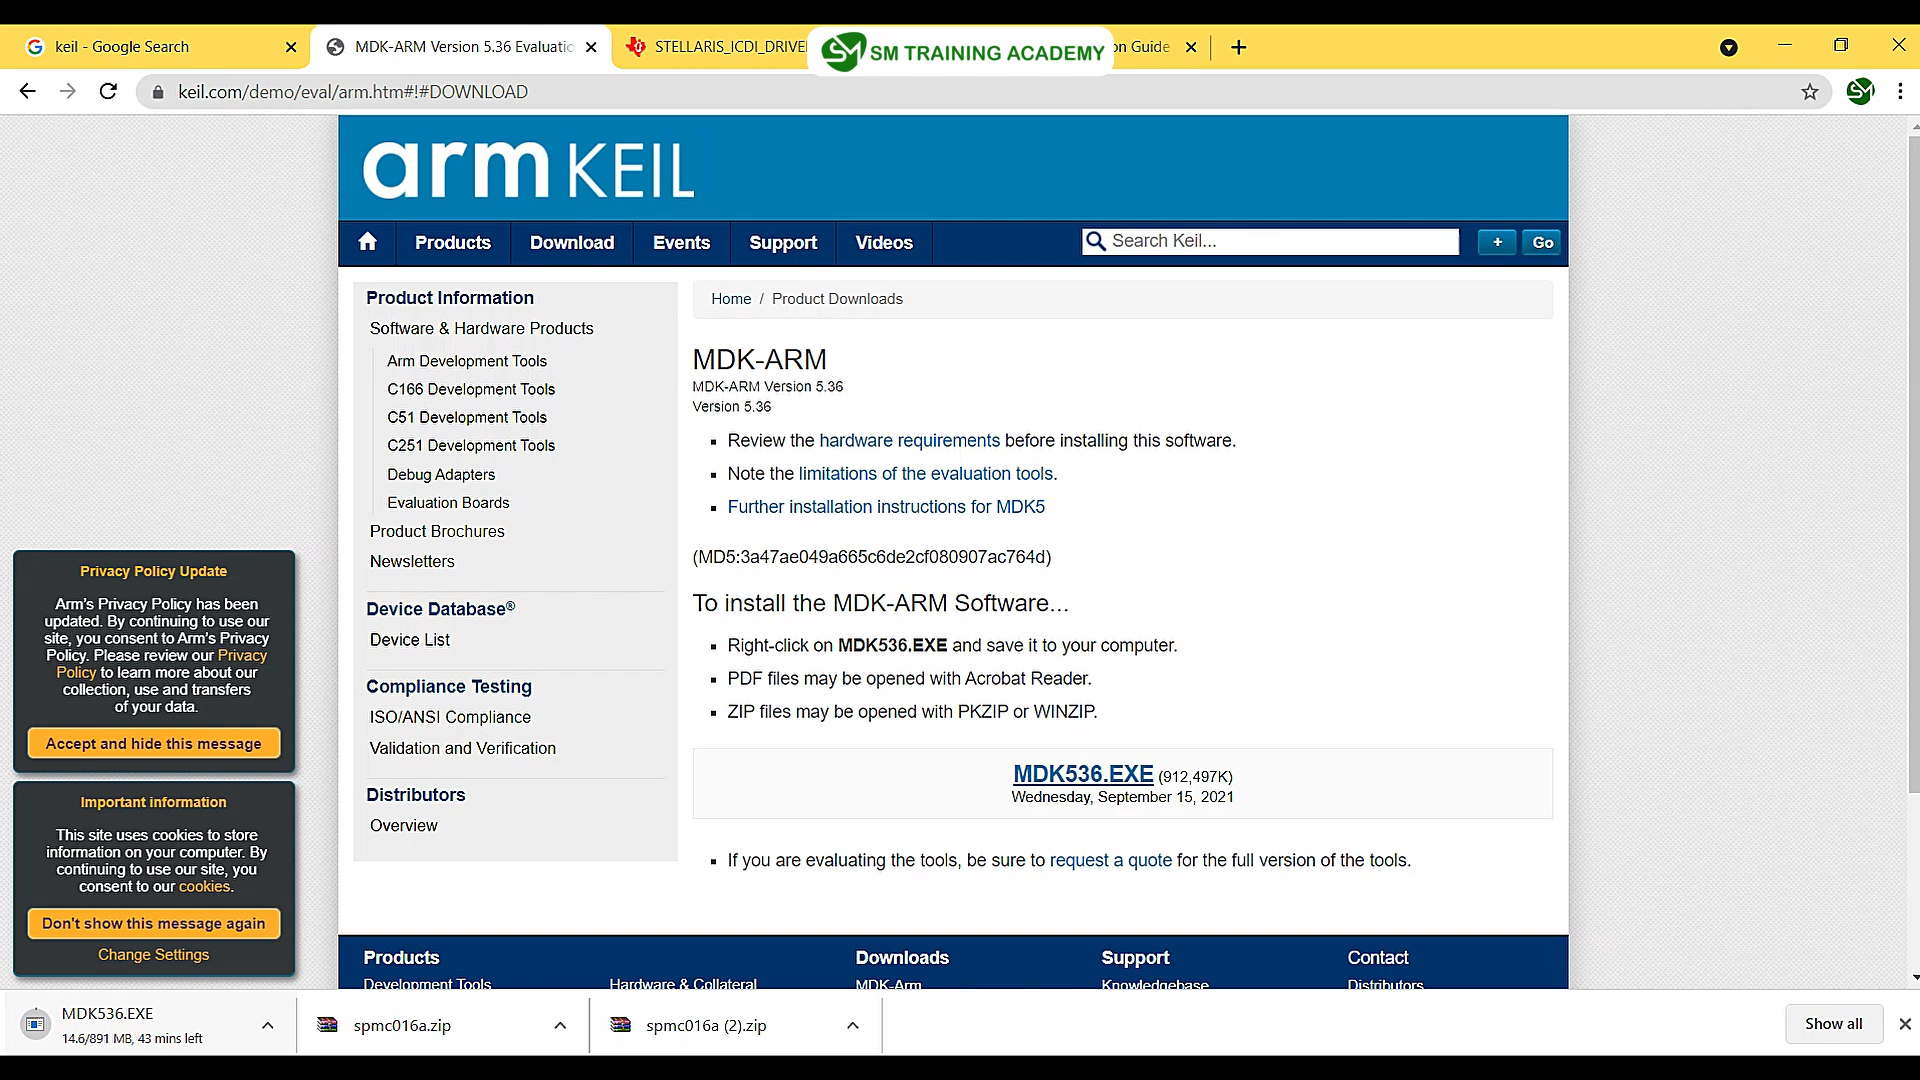 keil - Google Search
MDK-ARM Version 5.36 Evaluatio
STELLARIS_ICDI_DRIVE
SM TRAINING ACADEMY
on Guide
keil.com/demo/eval/arm.htm#!#DOWNLOAD
SM
arm KEIL
Products
Download
Events
Support
Videos
Search Keil...
+
Go
Product Information
Software & Hardware Products
Arm Development Tools
C166 Development Tools
C51 Development Tools
C251 Development Tools
Debug Adapters
Evaluation Boards
Product Brochures
Newsletters
Device Database®
Device List
Compliance Testing
ISO/ANSI Compliance
Validation and Verification
Distributors
Overview
Home / Product Downloads
MDK-ARM
MDK-ARM Version 5.36
Version 5.36
Review the hardware requirements before installing this software.
Note the limitations of the evaluation tools.
Further installation instructions for MDK5
(MD5:3a47ae049a665c6de2cf080907ac764d)
To install the MDK-ARM Software...
Right-click on MDK536.EXE and save it to your computer.
PDF files may be opened with Acrobat Reader.
ZIP files may be opened with PKZIP or WINZIP.
MDK536.EXE (912,497K)
Wednesday, September 15, 2021
If you are evaluating the tools, be sure to request a quote for the full version of the tools.
Privacy Policy Update
Arm's Privacy Policy has been
updated. By continuing to use our
site, you consent to Arm's Privacy
Policy. Please review our Privacy
Policy to learn more about our
collection, use and transfers
of your data.
Accept and hide this message
Important information
This site uses cookies to store
information on your computer. By
continuing to use our site, you
consent to our cookies.
Don't show this message again
Change Settings
Products
Development Tools
Hardware & Collateral
Downloads
MDK-Arm
Support
Knowledgebase
Contact
Distributors
MDK536.EXE
14.6/891 MB, 43 mins left
spmc016a.zip
spmc016a (2).zip
Show all